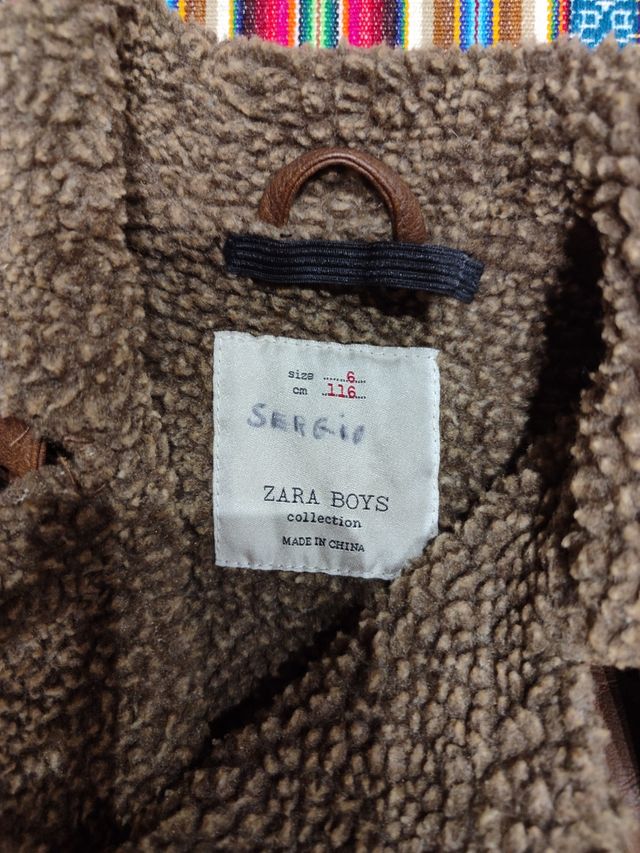 size 6
cm 116
SERGIO
ZARA BOYS
collection
MADE IN CHINA